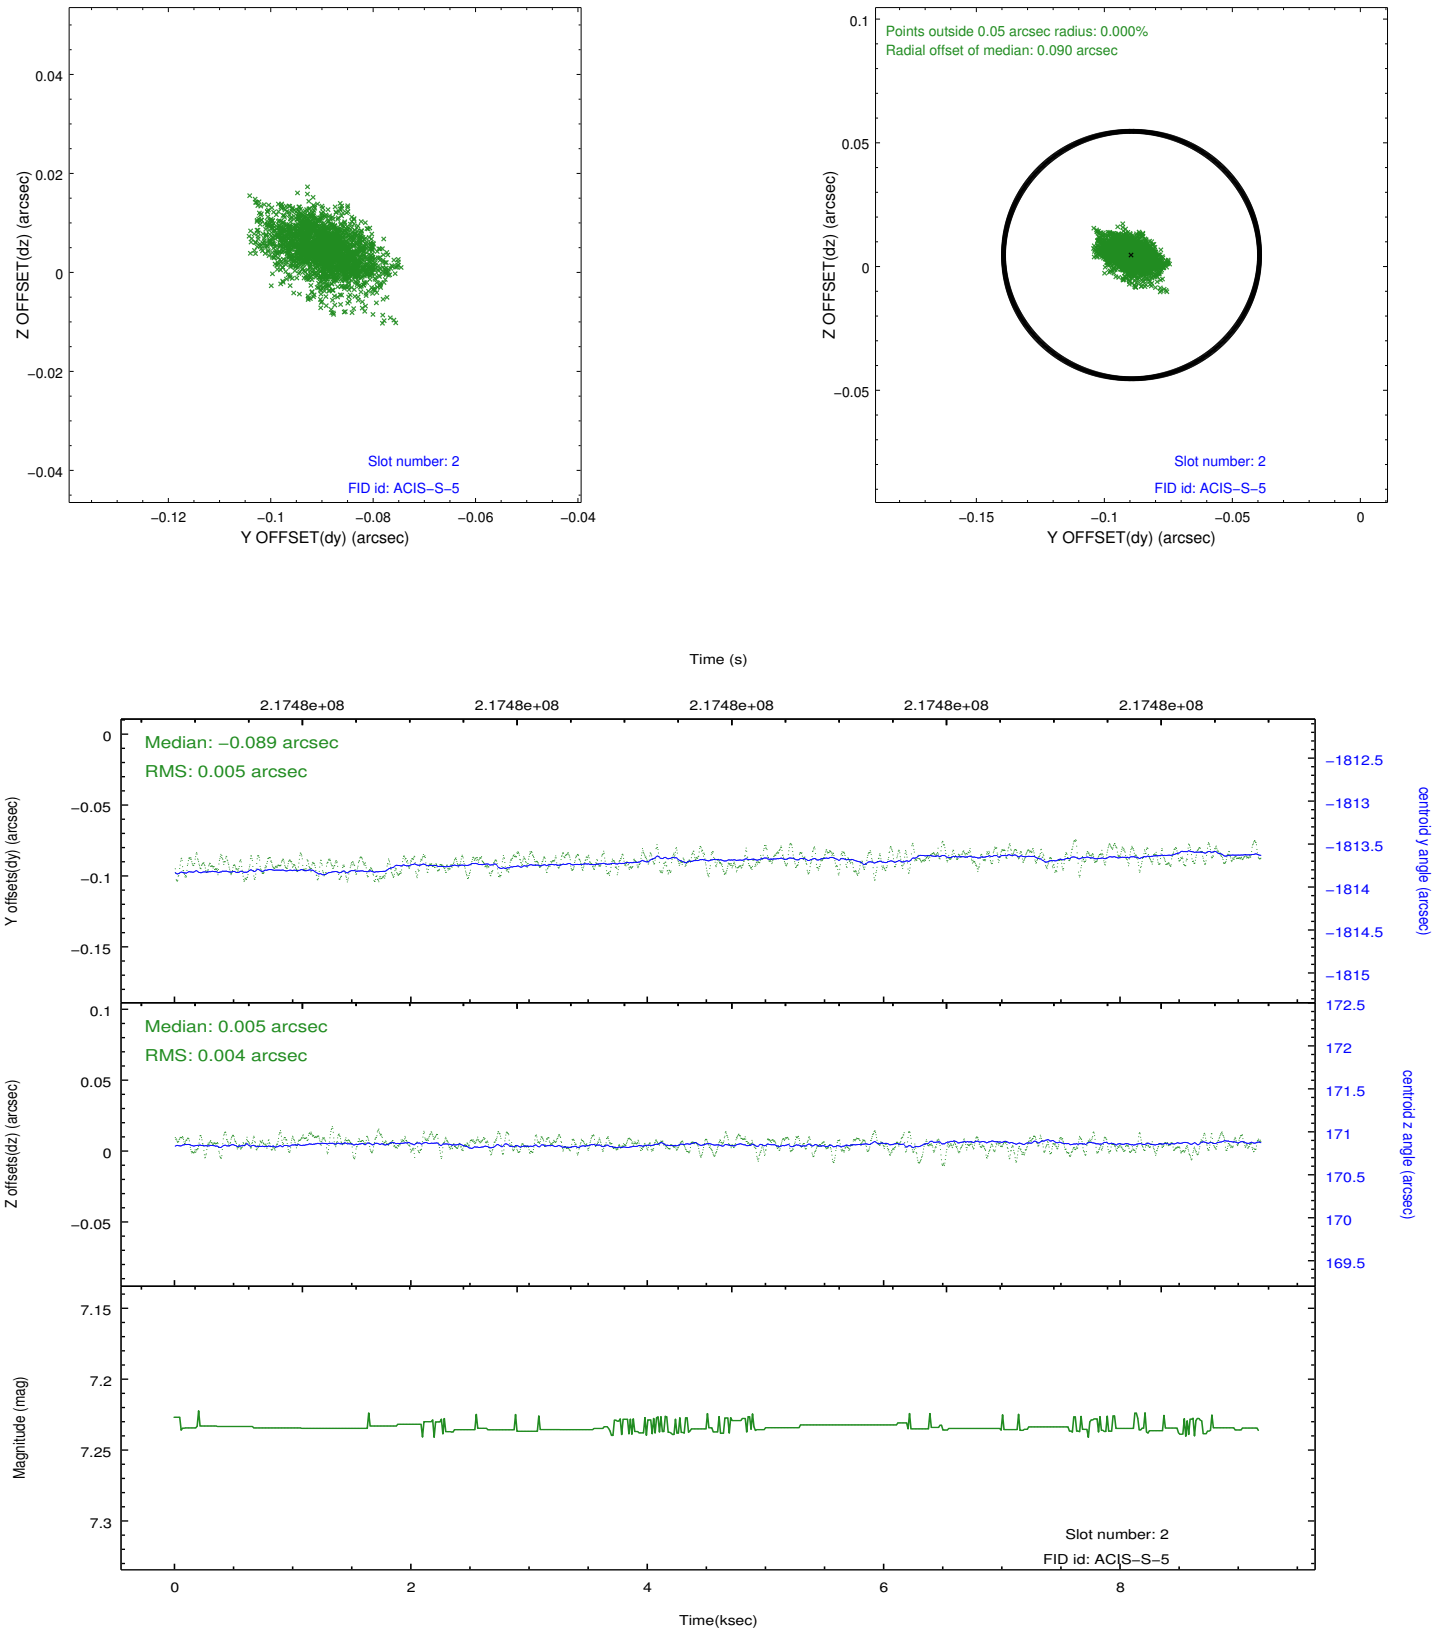 0.04
0.02
0
−0.02
−0.04
Z OFFSET(dz) (arcsec)
Slot number: 2
FID id: ACIS−S−5
−0.12
−0.1
−0.08
−0.06
−0.04
Y OFFSET(dy) (arcsec)
Points outside 0.05 arcsec radius: 0.000%
Radial offset of median: 0.090 arcsec
0.1
0.05
0
−0.05
Z OFFSET(dz) (arcsec)
Slot number: 2
FID id: ACIS−S−5
−0.15
−0.1
−0.05
0
Y OFFSET(dy) (arcsec)
Time (s)
2.1748e+08
2.1748e+08
2.1748e+08
2.1748e+08
2.1748e+08
Median: −0.089 arcsec
RMS: 0.005 arcsec
0
−0.05
−0.1
−0.15
Y offsets(dy) (arcsec)
−1812.5
−1813
−1813.5
−1814
−1814.5
−1815
centroid y angle (arcsec)
Median: 0.005 arcsec
RMS: 0.004 arcsec
0.1
0.05
0
−0.05
Z offsets(dz) (arcsec)
172.5
172
171.5
171
170.5
170
169.5
centroid z angle (arcsec)
7.15
7.2
7.25
7.3
Magnitude (mag)
Slot number: 2
FID id: ACIS−S−5
0
2
4
6
8
Time(ksec)